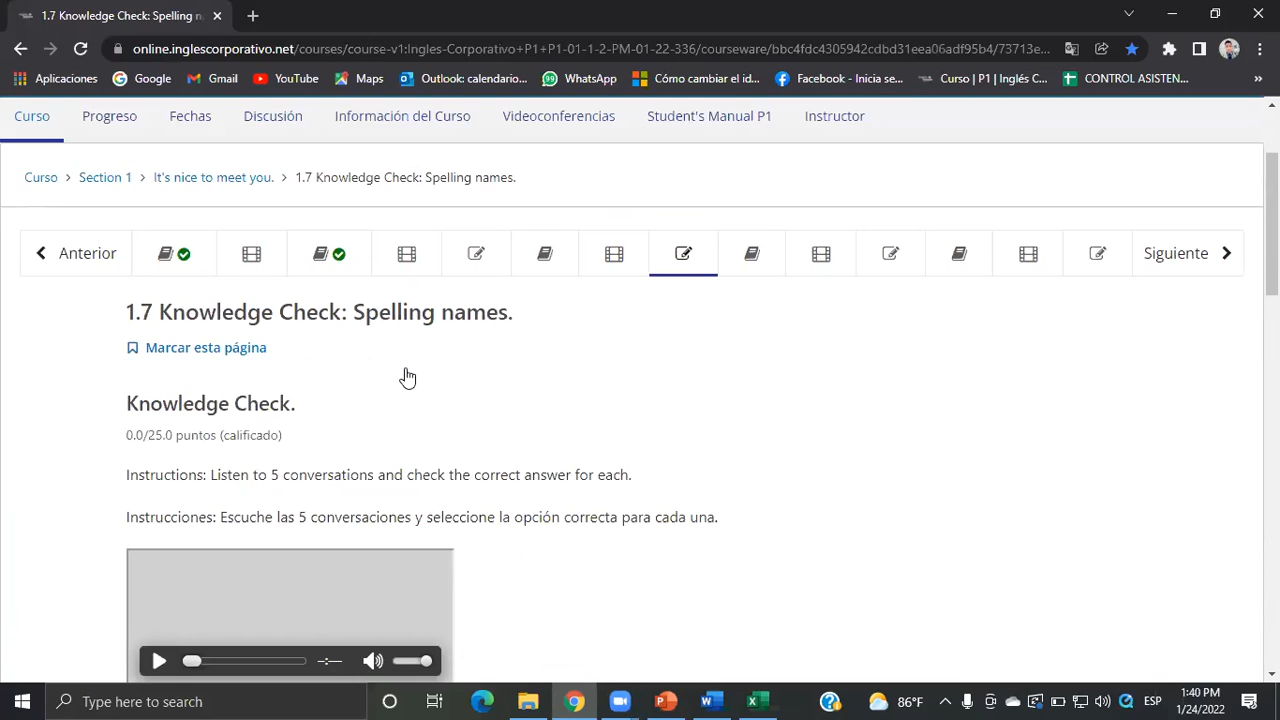 1.7 Knowledge Check: Spelling n
online.inglescorporativo.net/courses/course-v1:Ingles-Corporativo+P1+P1-01-1-2-PM-01-22-336/courseware/bbc4fdc4305942cdbd31eea06adf95b4/73713e...
Aplicaciones Google Gmail YouTube Maps Outlook: calendario... WhatsApp Cómo cambiar el id... Facebook - Inicia se... Curso | P1 | Inglés C... CONTROL ASISTEN... »
Curso Progreso Fechas Discusión Información del Curso Videoconferencias Student's Manual P1 Instructor
Curso > Section 1 > It's nice to meet you. > 1.7 Knowledge Check: Spelling names.
Anterior Siguiente
1.7 Knowledge Check: Spelling names.
Marcar esta página
Knowledge Check.
0.0/25.0 puntos (calificado)
Instructions: Listen to 5 conversations and check the correct answer for each.
Instrucciones: Escuche las 5 conversaciones y seleccione la opción correcta para cada una.
-:--
Type here to search 86°F ESP 1:40 PM
1/24/2022